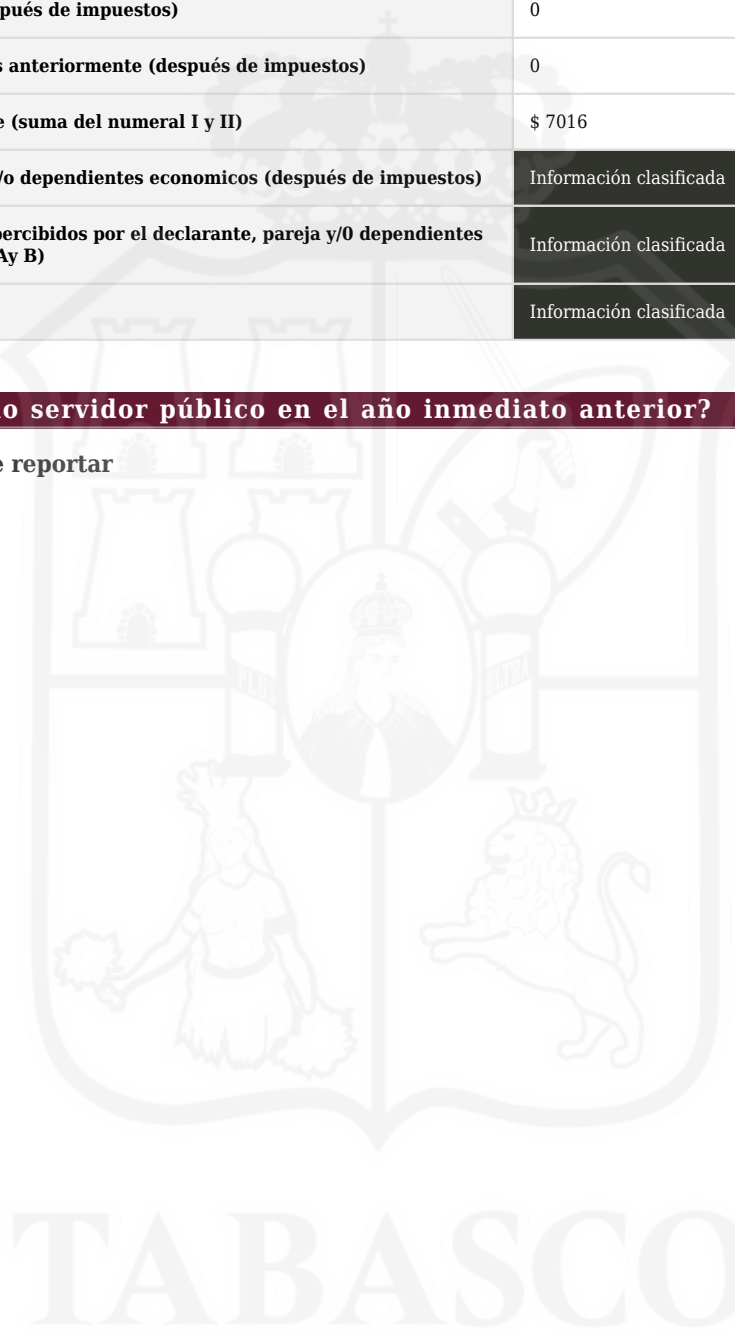 pués de impuestos) 0
s anteriormente (después de impuestos) 0
e (suma del numeral I y II) $ 7016
/o dependientes economicos (después de impuestos) Información clasificada
percibidos por el declarante, pareja y/0 dependientes Información clasificada
Ay B)
Información clasificada
o servidor público en el año inmediato anterior?
e reportar
PLUS ULTRA
TABASCO